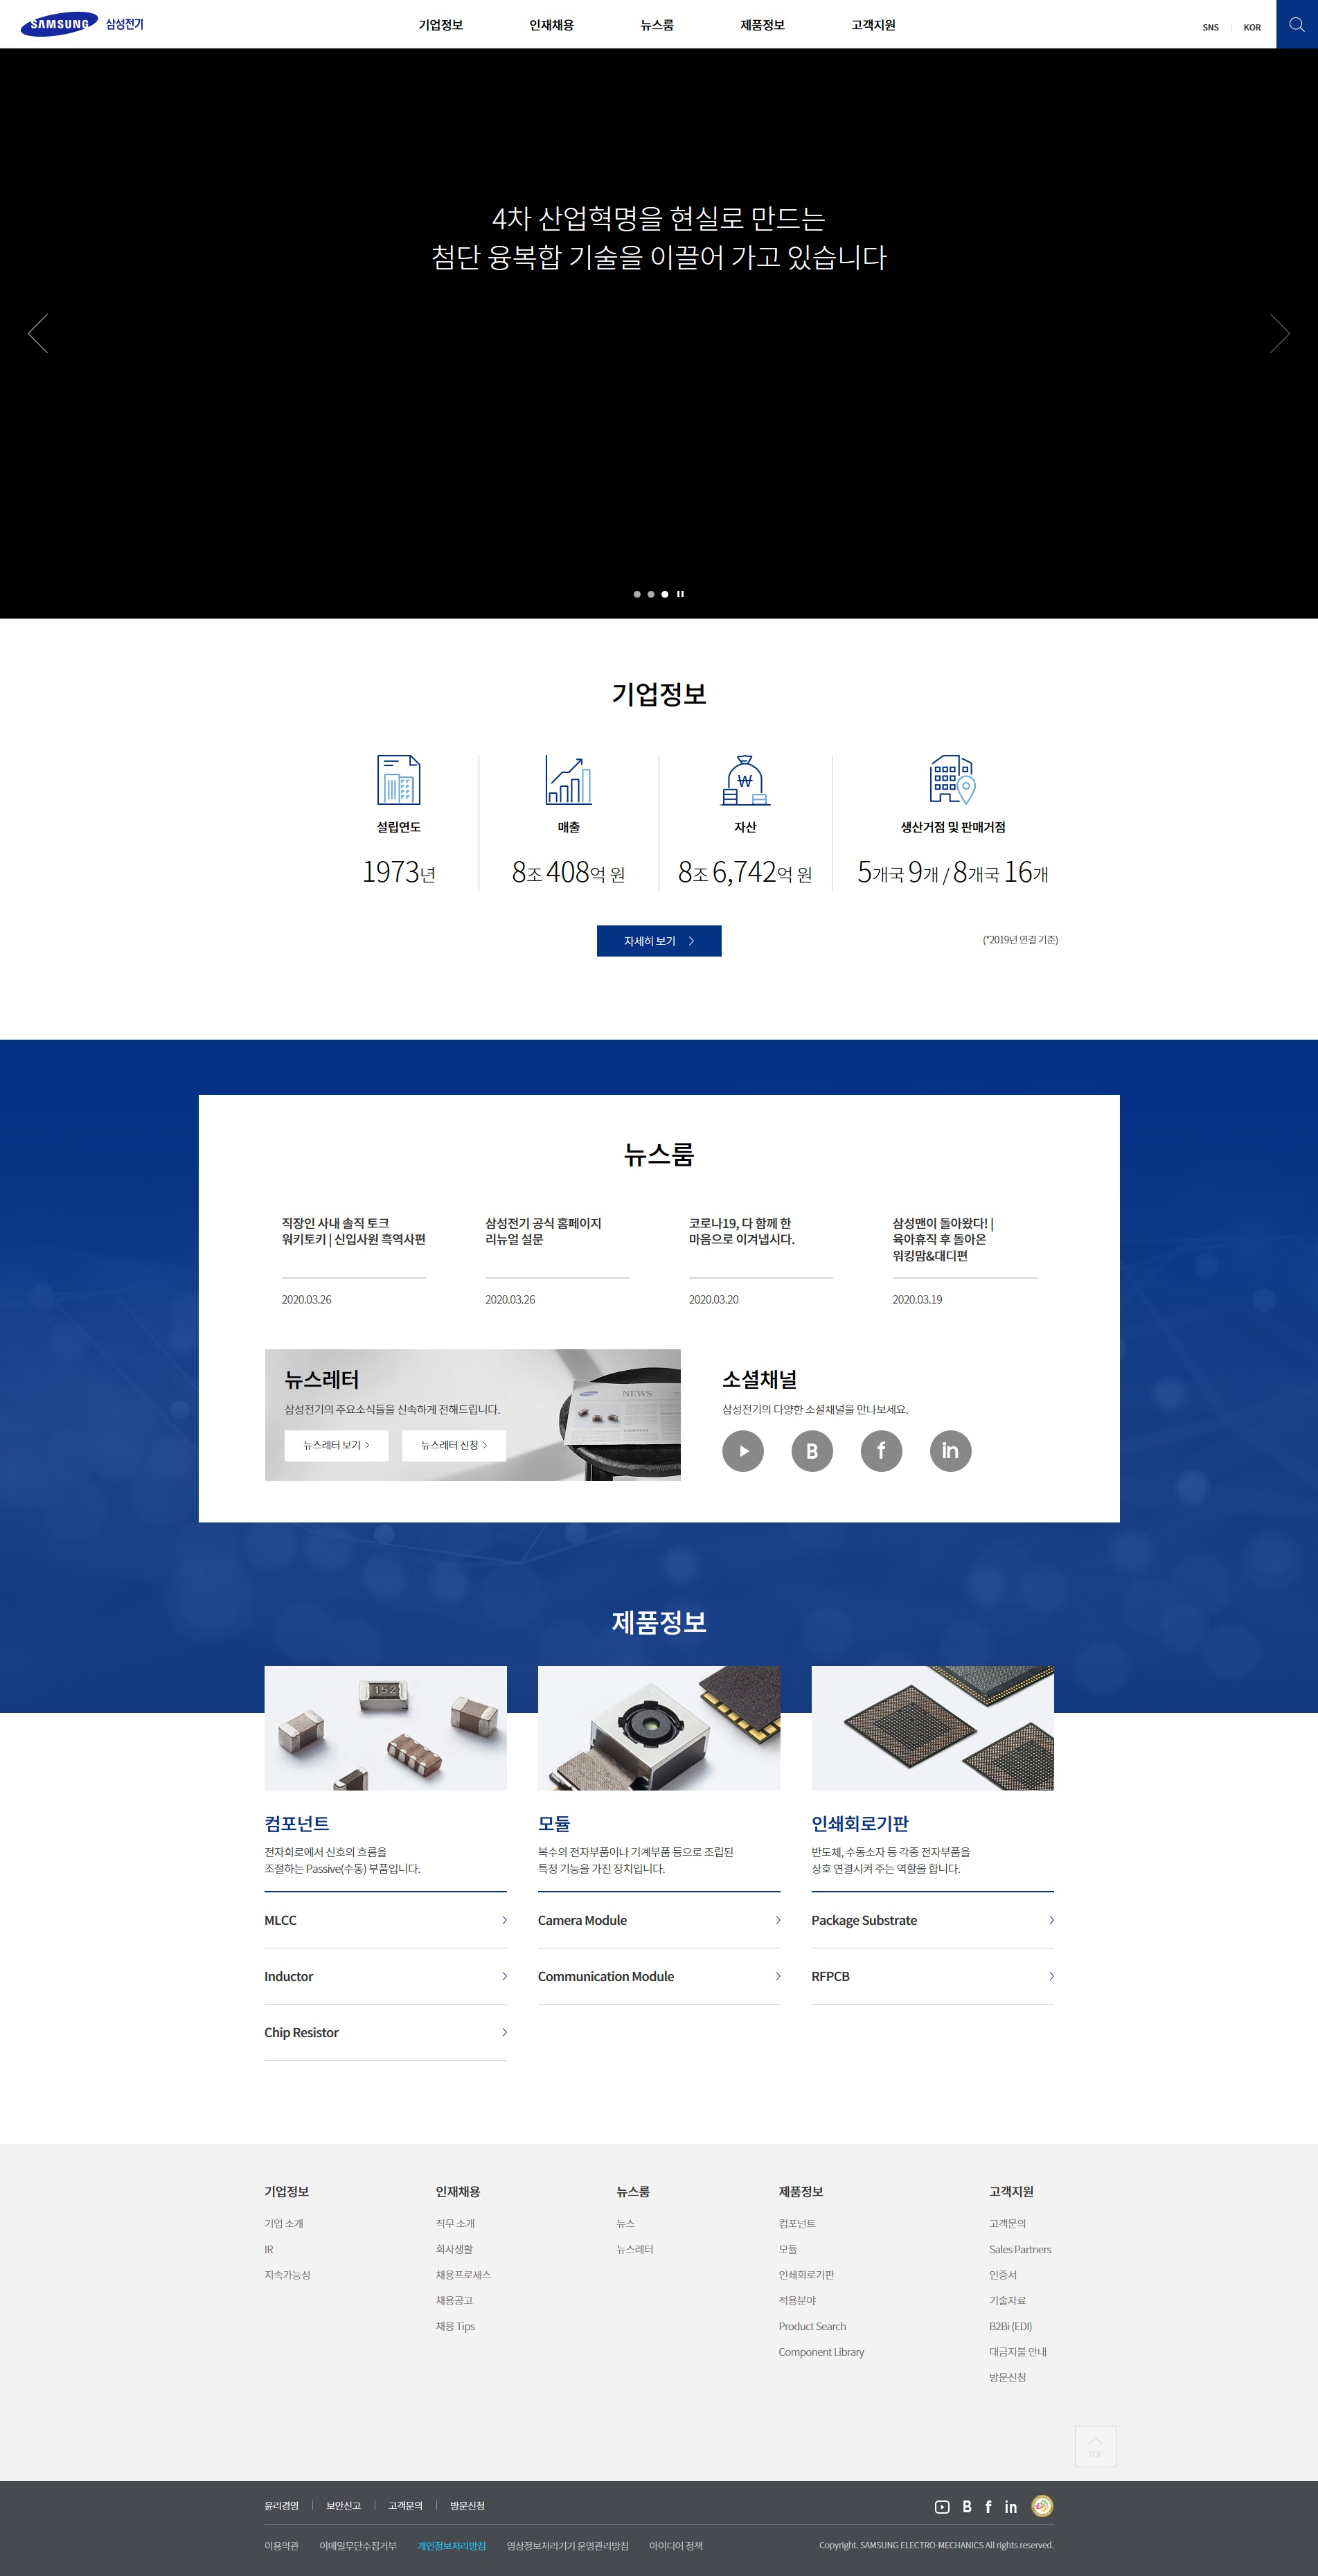 SAMSUNG 삼성전기
기업정보 인재채용 뉴스룸 제품정보 고객지원
SNS KOR
4차 산업혁명을 현실로 만드는
첨단 융복합 기술을 이끌어 가고 있습니다
기업정보
설립연도
1973년
매출
8조 408억 원
자산
8조 6,742억 원
생산거점 및 판매거점
5개국 9개 / 8개국 16개
자세히 보기
(*2019년 연결 기준)
뉴스룸
직장인 사내 솔직 토크
워키토키 | 신입사원 흑역사편
2020.03.26
삼성전기 공식 홈페이지
리뉴얼 설문
2020.03.26
코로나19, 다 함께 한
마음으로 이겨냅시다.
2020.03.20
삼성맨이 돌아왔다! |
육아휴직 후 돌아온
워킹맘&대디편
2020.03.19
뉴스레터
삼성전기의 주요소식들을 신속하게 전해드립니다.
뉴스레터 보기
뉴스레터 신청
NEWS
소셜채널
삼성전기의 다양한 소셜채널을 만나보세요.
B f in
제품정보
152
컴포넌트
전자회로에서 신호의 흐름을
조절하는 Passive(수동) 부품입니다.
MLCC
Inductor
Chip Resistor
모듈
복수의 전자부품이나 기계부품 등으로 조립된
특정 기능을 가진 장치입니다.
Camera Module
Communication Module
인쇄회로기판
반도체, 수동소자 등 각종 전자부품을
상호 연결시켜 주는 역할을 합니다.
Package Substrate
RFPCB
기업정보
기업 소개
IR
지속가능성
인재채용
직무 소개
회사생활
채용프로세스
채용공고
채용 Tips
뉴스룸
뉴스
뉴스레터
제품정보
컴포넌트
모듈
인쇄회로기판
적용분야
Product Search
Component Library
고객지원
고객문의
Sales Partners
인증서
기술자료
B2Bi (EDI)
대금지불 안내
방문신청
TOP
윤리경영 보안신고 고객문의 방문신청
B f in
이용약관 이메일무단수집거부 개인정보처리방침 영상정보처리기기 운영관리방침 아이디어 정책
Copyright. SAMSUNG ELECTRO-MECHANICS All rights reserved.